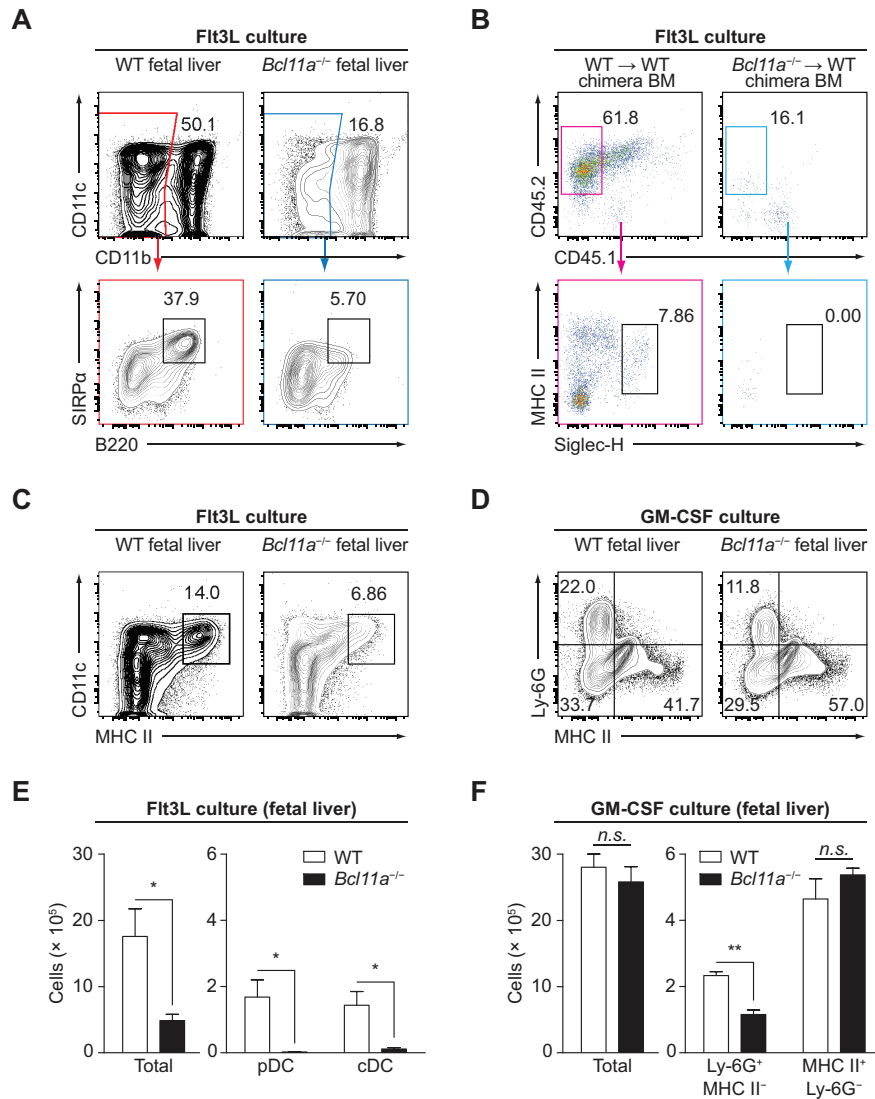 A
Flt3L culture
WT fetal liver
Bcl11a−/− fetal liver
50.1
16.8
CD11c
CD11b
37.9
5.70
SIRPα
B220
B
Flt3L culture
WT → WT
chimera BM
Bcl11a−/− → WT
chimera BM
61.8
16.1
CD45.2
CD45.1
7.86
0.00
MHC II
Siglec-H
C
Flt3L culture
WT fetal liver
Bcl11a−/− fetal liver
14.0
6.86
CD11c
MHC II
D
GM-CSF culture
WT fetal liver
Bcl11a−/− fetal liver
22.0
11.8
Ly-6G
33.7
41.7
29.5
57.0
MHC II
E
Flt3L culture (fetal liver)
WT
Bcl11a−/−
Cells (× 10⁵)
30
20
10
0
*
Total
6
4
2
0
*
*
pDC
cDC
F
GM-CSF culture (fetal liver)
WT
Bcl11a−/−
Cells (× 10⁵)
30
20
10
0
n.s.
Total
6
4
2
0
**
n.s.
Ly-6G⁺
MHC II⁻
MHC II⁺
Ly-6G⁻